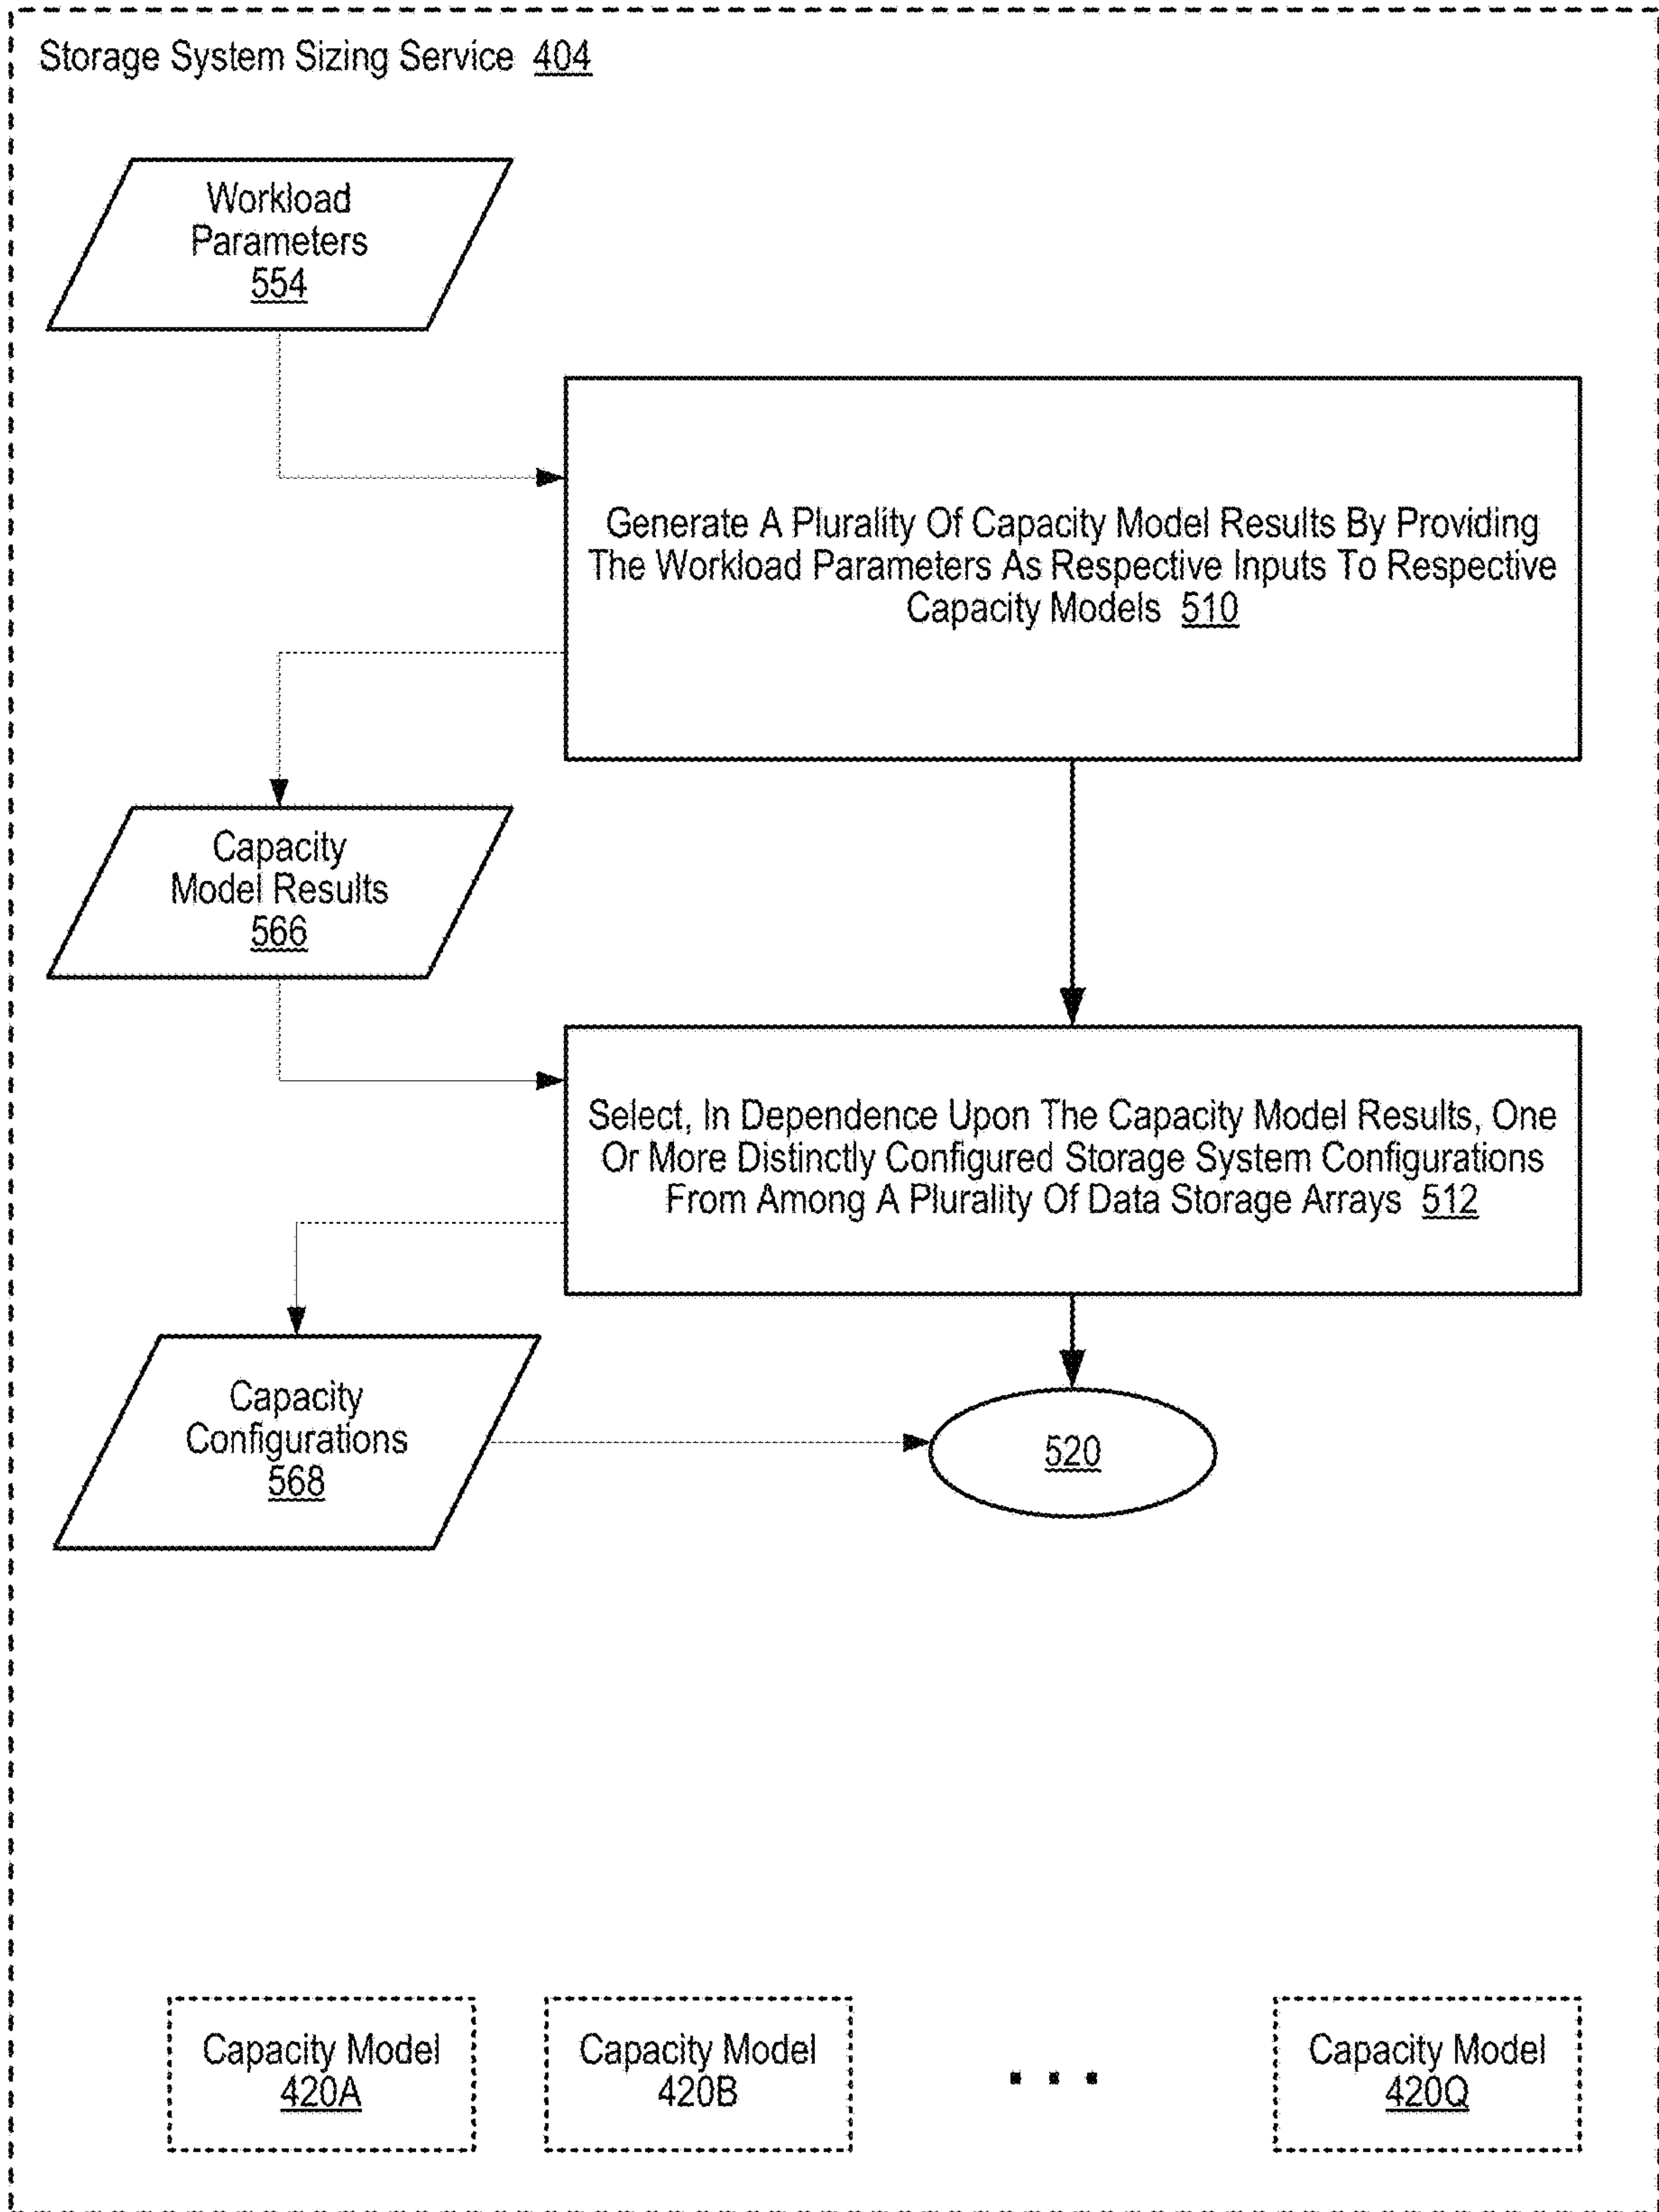 Storage System Sizing Service 404
Workload
Parameters
554
Generate A Plurality Of Capacity Model Results By Providing
The Workload Parameters As Respective Inputs To Respective
Capacity Models 510
Capacity
Model Results
566
Select, In Dependence Upon The Capacity Model Results, One
Or More Distinctly Configured Storage System Configurations
From Among A Plurality Of Data Storage Arrays 512
Capacity
Configurations
568
520
Capacity Model
420A
Capacity Model
420B
. . .
Capacity Model
420Q